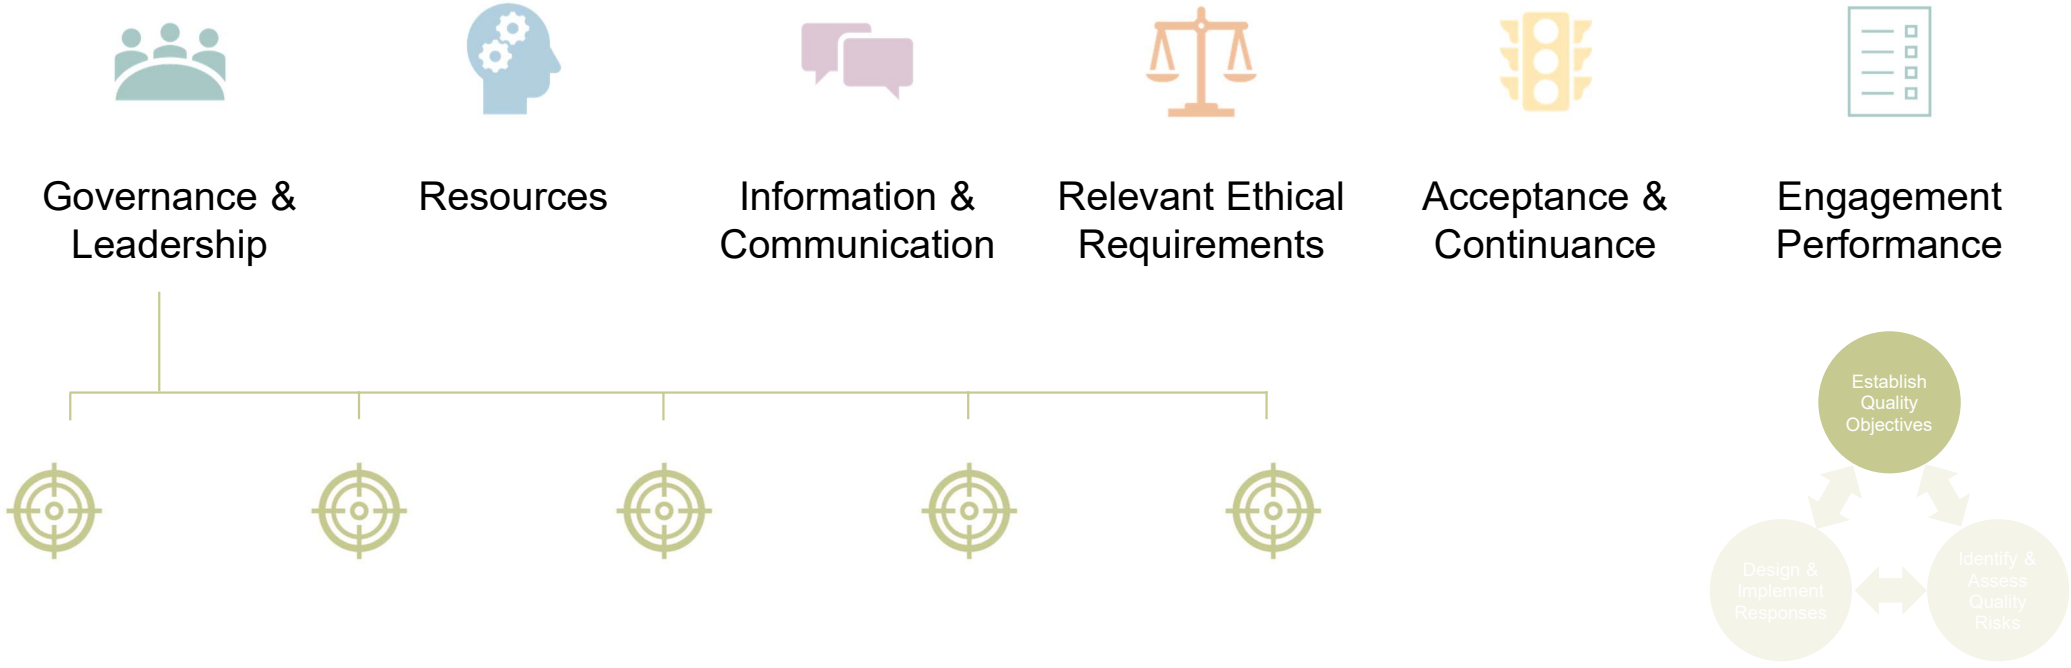 Governance &
Leadership
Resources
Information &
Communication
Relevant Ethical
Requirements
Acceptance &
Continuance
Engagement
Performance
Establish
Quality
Objectives
Design &
Implement
Responses
Identify &
Assess
Quality
Risks